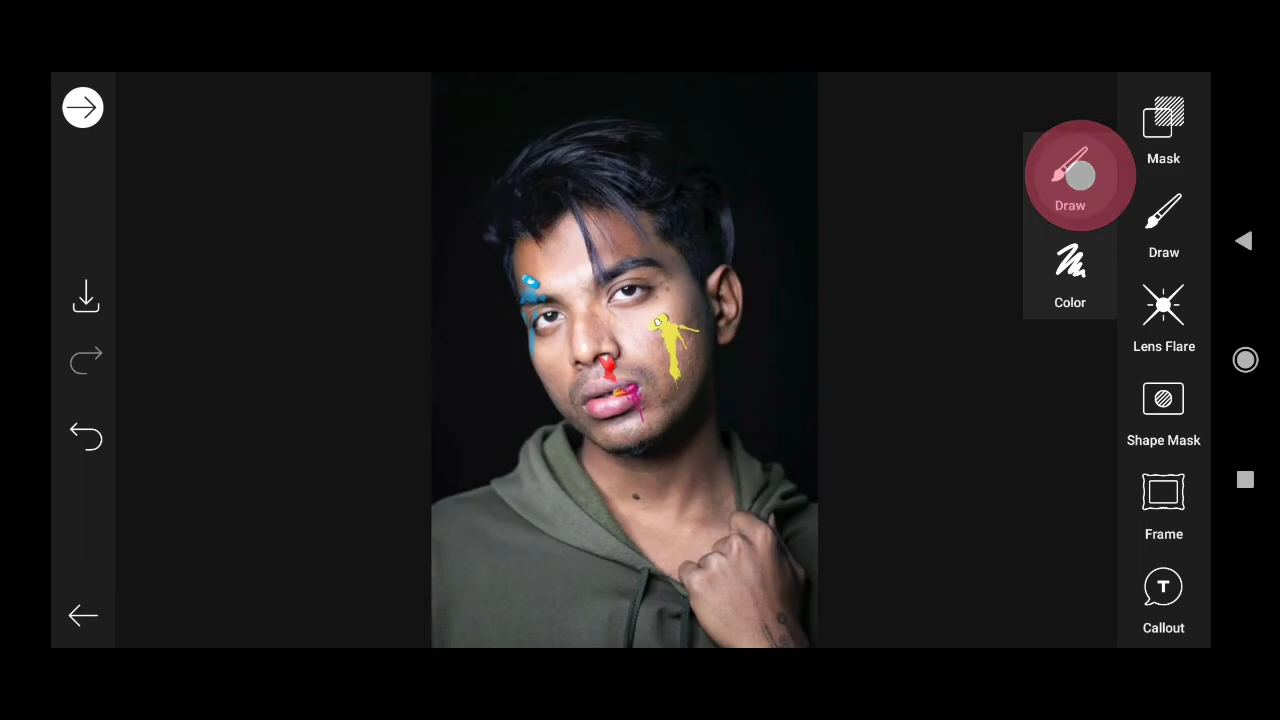 Mask
Draw
Draw
Color
Lens Flare
Shape Mask
Frame
T
Callout